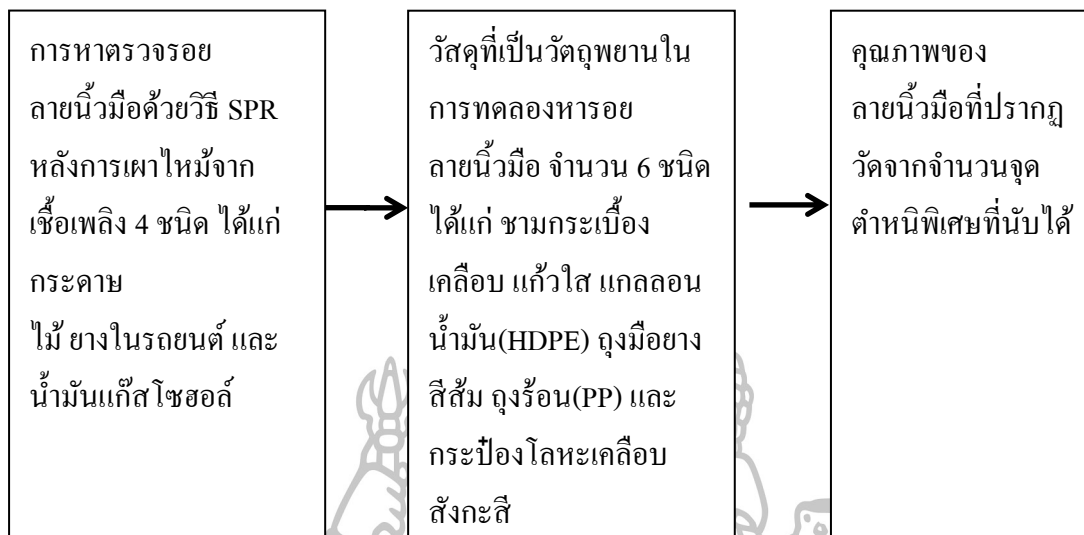 การหาตรวจรอย
ลายนิ้วมือด้วยวิธี SPR
หลังการเผาไหม้จาก
เชื้อเพลิง 4 ชนิด ได้แก่
กระดาษ
ไม้ ยางในรถยนต์ และ
น้ำมันแก๊สโซฮอล์
วัสดุที่เป็นวัตถุพยานใน
การทดลองหารอย
ลายนิ้วมือ จำนวน 6 ชนิด
ได้แก่ ชามกระเบื้อง
เคลือบ แก้วใส แกลลอน
น้ำมัน(HDPE) ถุงมือยาง
สีส้ม ถุงร้อน(PP) และ
กระป๋องโลหะเคลือบ
สังกะสี
คุณภาพของ
ลายนิ้วมือที่ปรากฏ
วัดจากจำนวนจุด
ตำหนิพิเศษที่นับได้